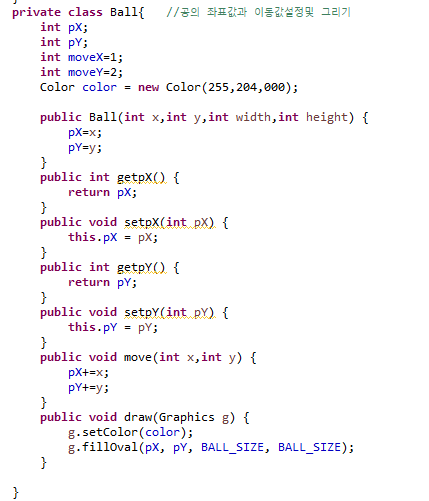 private class Ball{   //공의 좌표값과 이동값설정및 그리기
    int pX;
    int pY;
    int moveX=1;
    int moveY=2;
    Color color = new Color(255,204,000);

    public Ball(int x,int y,int width,int height) {
        pX=x;
        pY=y;
    }
    public int getpX() {
        return pX;
    }
    public void setpX(int pX) {
        this.pX = pX;
    }
    public int getpY() {
        return pY;
    }
    public void setpY(int pY) {
        this.pY = pY;
    }
    public void move(int x,int y) {
        pX+=x;
        pY+=y;
    }
    public void draw(Graphics g) {
        g.setColor(color);
        g.fillOval(pX, pY, BALL_SIZE, BALL_SIZE);
    }

}